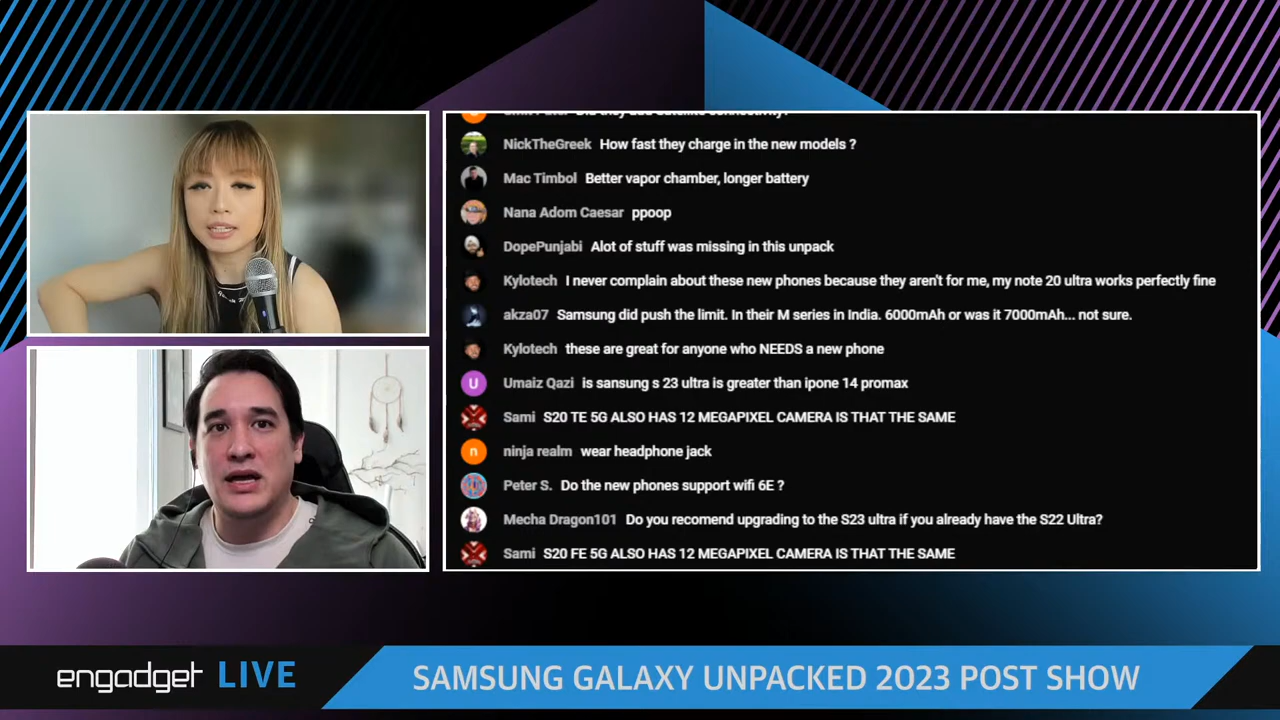 Did they add satellite connectivity?
NickTheGreek How fast they charge in the new models ?
Mac Timbol Better vapor chamber, longer battery
Nana Adom Caesar ppoop
DopePunjabi Alot of stuff was missing in this unpack
Kylotech I never complain about these new phones because they aren't for me, my note 20 ultra works perfectly fine
akza07 Samsung did push the limit. In their M series in India. 6000mAh or was it 7000mAh... not sure.
Kylotech these are great for anyone who NEEDS a new phone
U Umaiz Qazi is sansung s 23 ultra is greater than ipone 14 promax
Sami S20 TE 5G ALSO HAS 12 MEGAPIXEL CAMERA IS THAT THE SAME
n ninja realm wear headphone jack
Peter S. Do the new phones support wifi 6E ?
Mecha Dragon101 Do you recomend upgrading to the S23 ultra if you already have the S22 Ultra?
Sami S20 FE 5G ALSO HAS 12 MEGAPIXEL CAMERA IS THAT THE SAME
engadget LIVE
SAMSUNG GALAXY UNPACKED 2023 POST SHOW